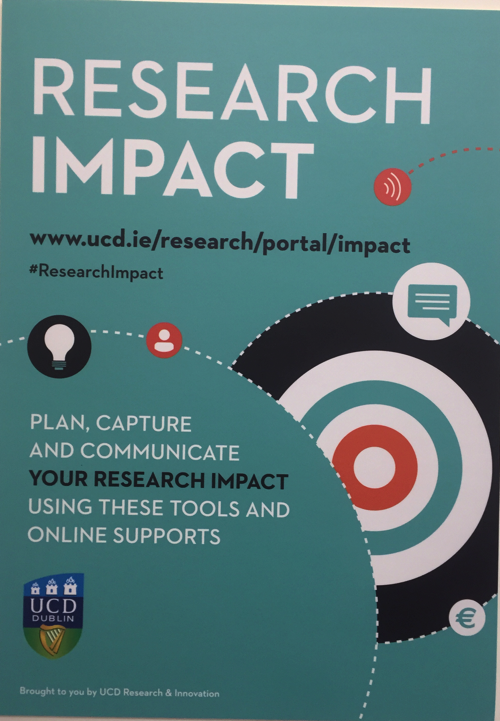 RESEARCH
IMPACT
www.ucd.ie/research/portal/impact
#ResearchImpact
PLAN, CAPTURE
AND COMMUNICATE
YOUR RESEARCH IMPACT
USING THESE TOOLS AND
ONLINE SUPPORTS
€
UCD
DUBLIN
Brought to you by UCD Research & Innovation